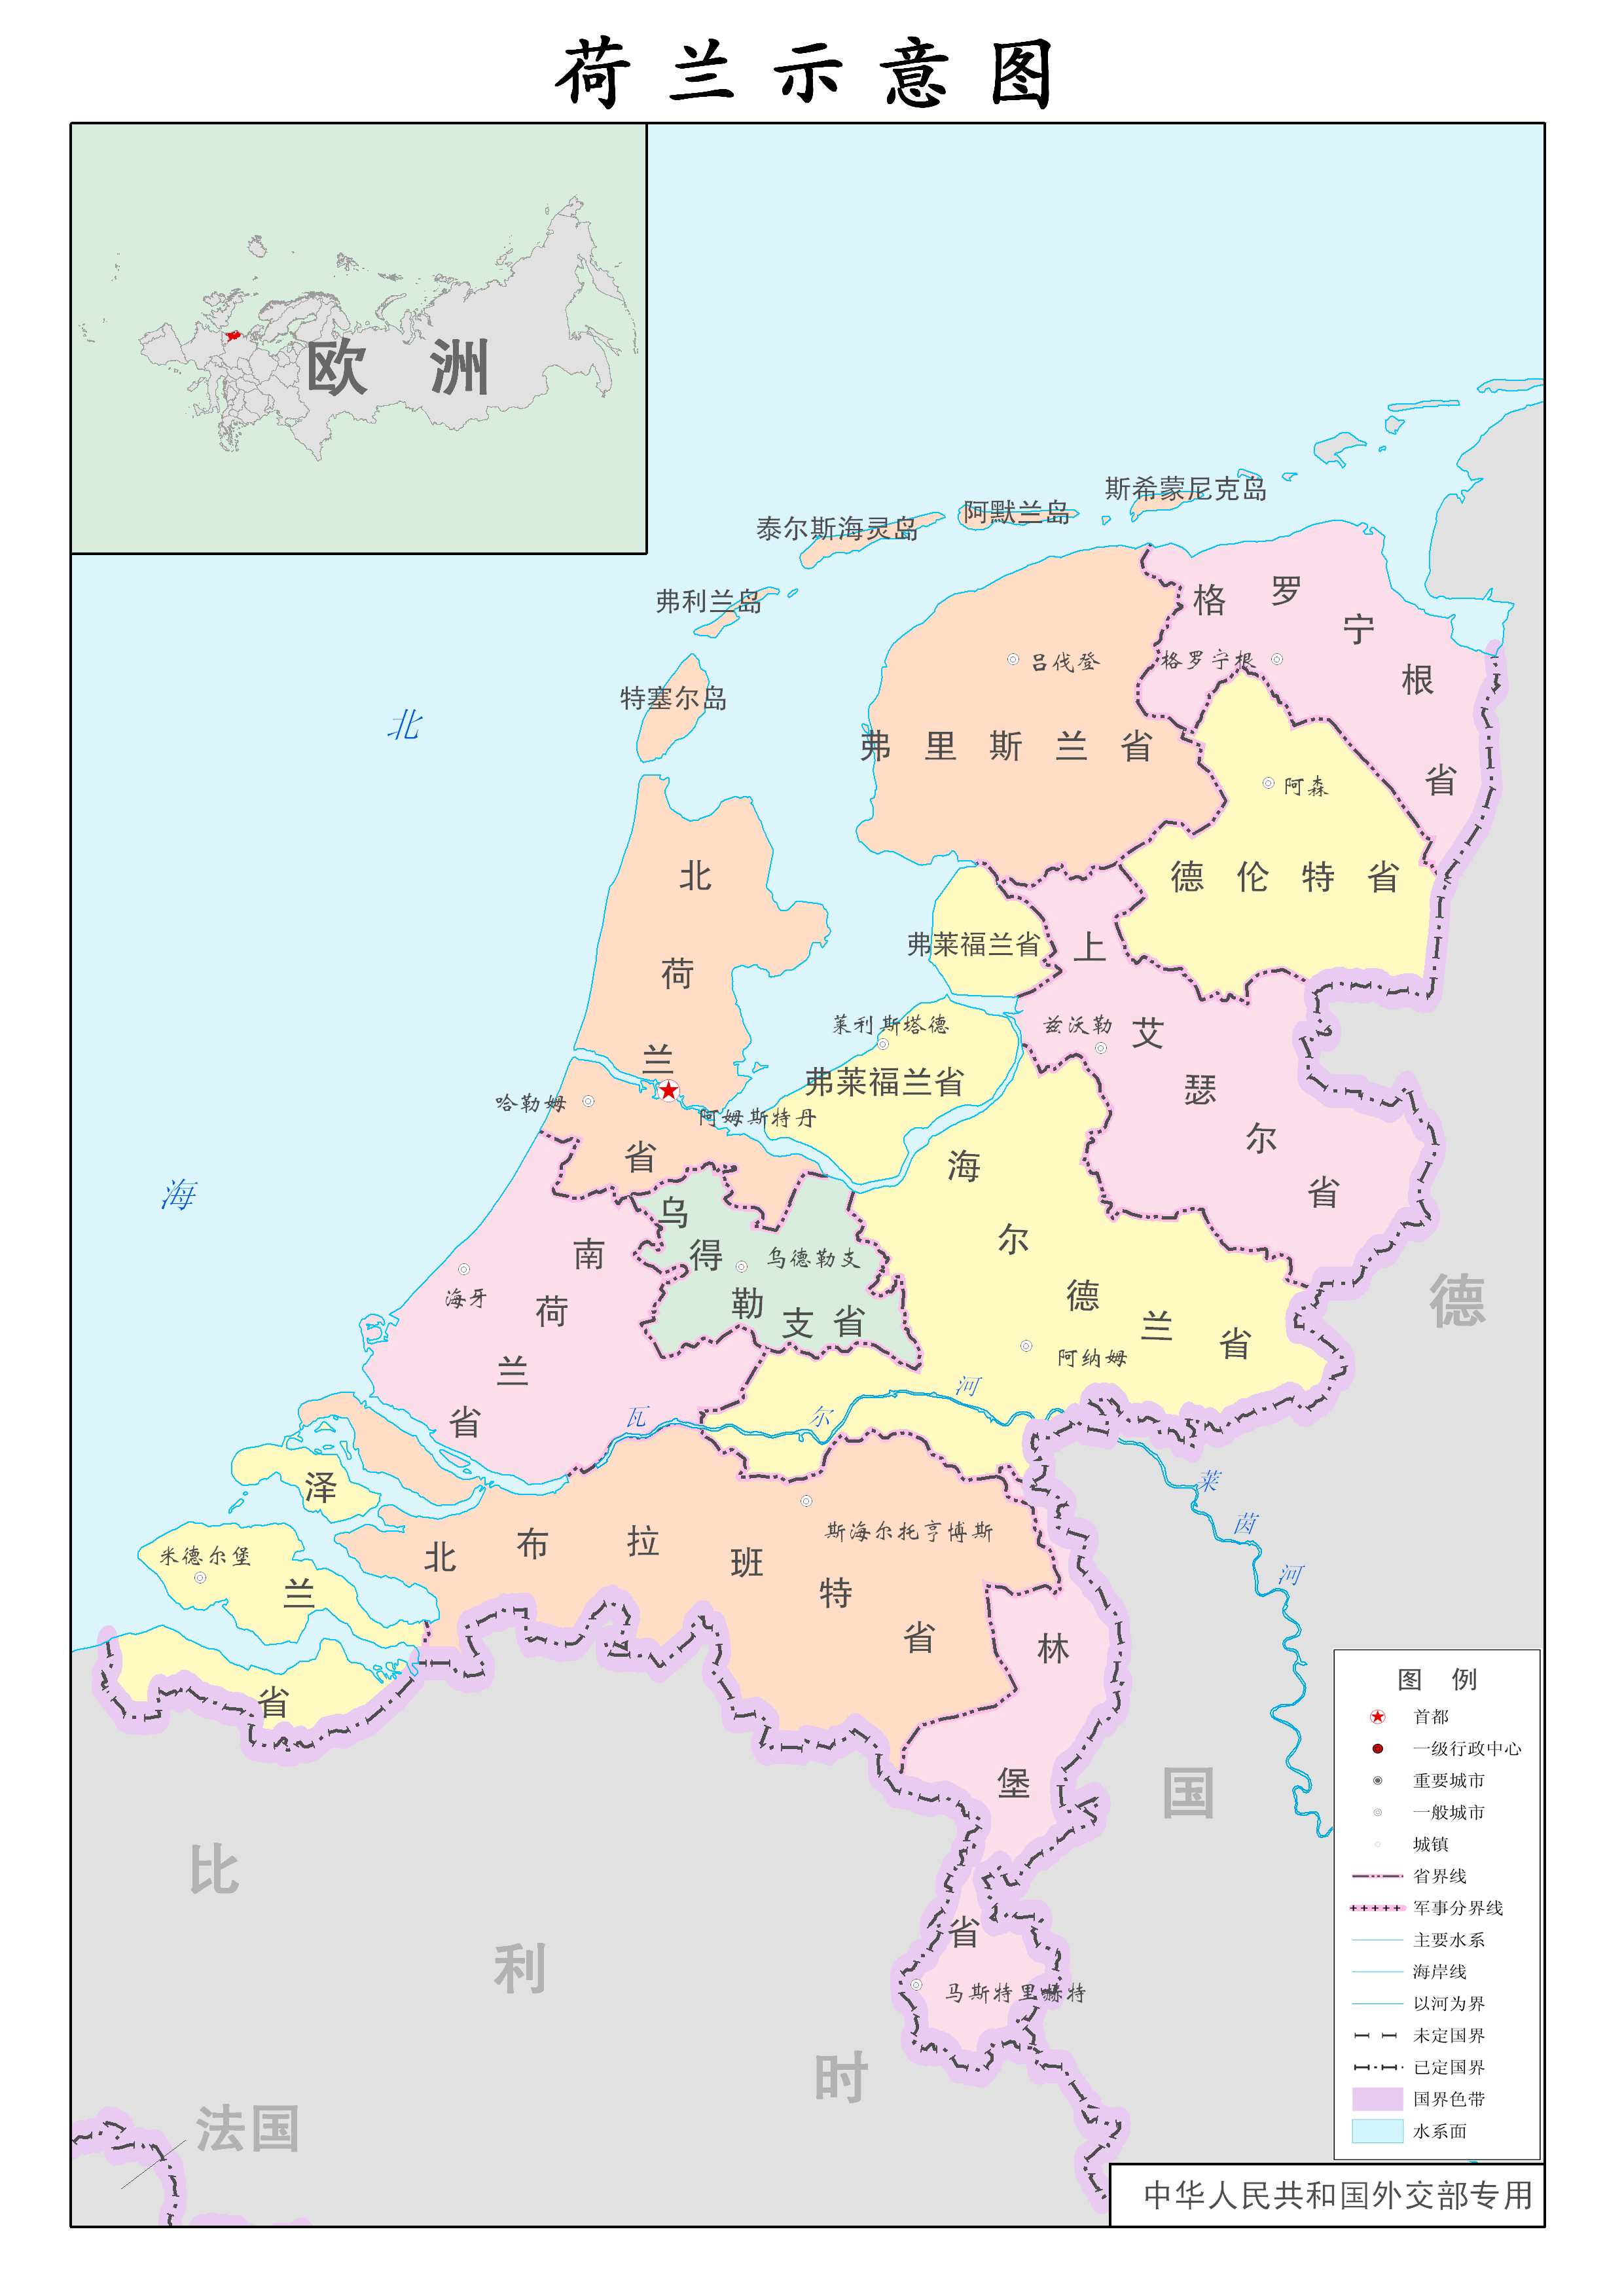 荷兰示意图
欧洲
斯希蒙尼克岛
阿默兰岛
泰尔斯海灵岛
弗利兰岛
特塞尔岛
格罗宁根省
格罗宁根
吕伐登
弗里斯兰省
阿森
德伦特省
北海
北荷兰省
弗莱福兰省
上艾瑟尔省
兹沃勒
莱利斯塔德
弗莱福兰省
哈勒姆
阿姆斯特丹
海尔德兰省
乌得勒支省
乌德勒支
南荷兰省
海牙
阿纳姆
瓦尔河
莱茵河
泽兰省
米德尔堡
北布拉班特省
斯海尔托亨博斯
林堡省
马斯特里赫特
德国
比利时
法国
图例
首都
一级行政中心
重要城市
一般城市
城镇
省界线
军事分界线
主要水系
海岸线
以河为界
未定国界
已定国界
国界色带
水系面
中华人民共和国外交部专用